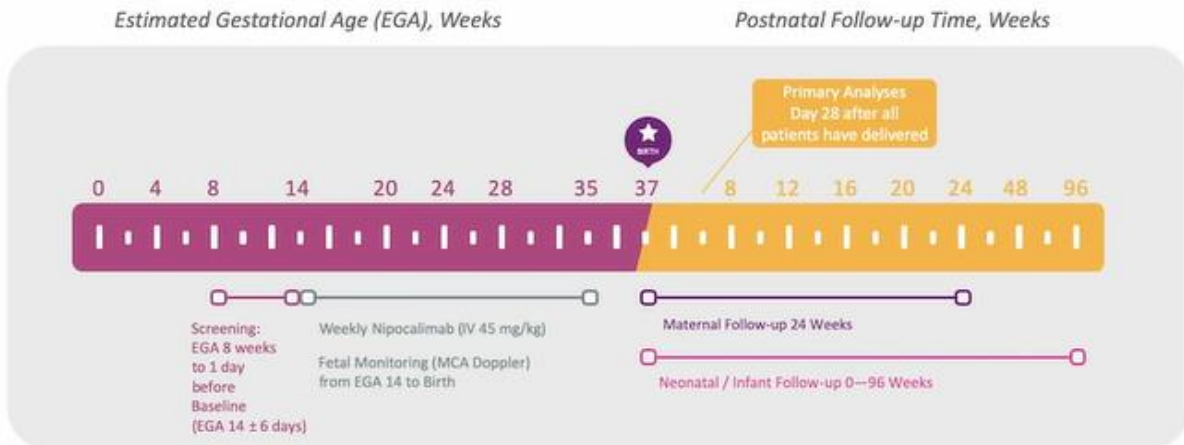 Estimated Gestational Age (EGA), Weeks
Postnatal Follow-up Time, Weeks
Primary Analyses
Day 28 after all
patients have delivered
BIRTH
0 4 8 14 20 24 28 35 37 8 12 16 20 24 48 96
Screening:
EGA 8 weeks
to 1 day
before
Baseline
(EGA 14 ± 6 days)
Weekly Nipocalimab (IV 45 mg/kg)
Fetal Monitoring (MCA Doppler)
from EGA 14 to Birth
Maternal Follow-up 24 Weeks
Neonatal / Infant Follow-up 0—96 Weeks